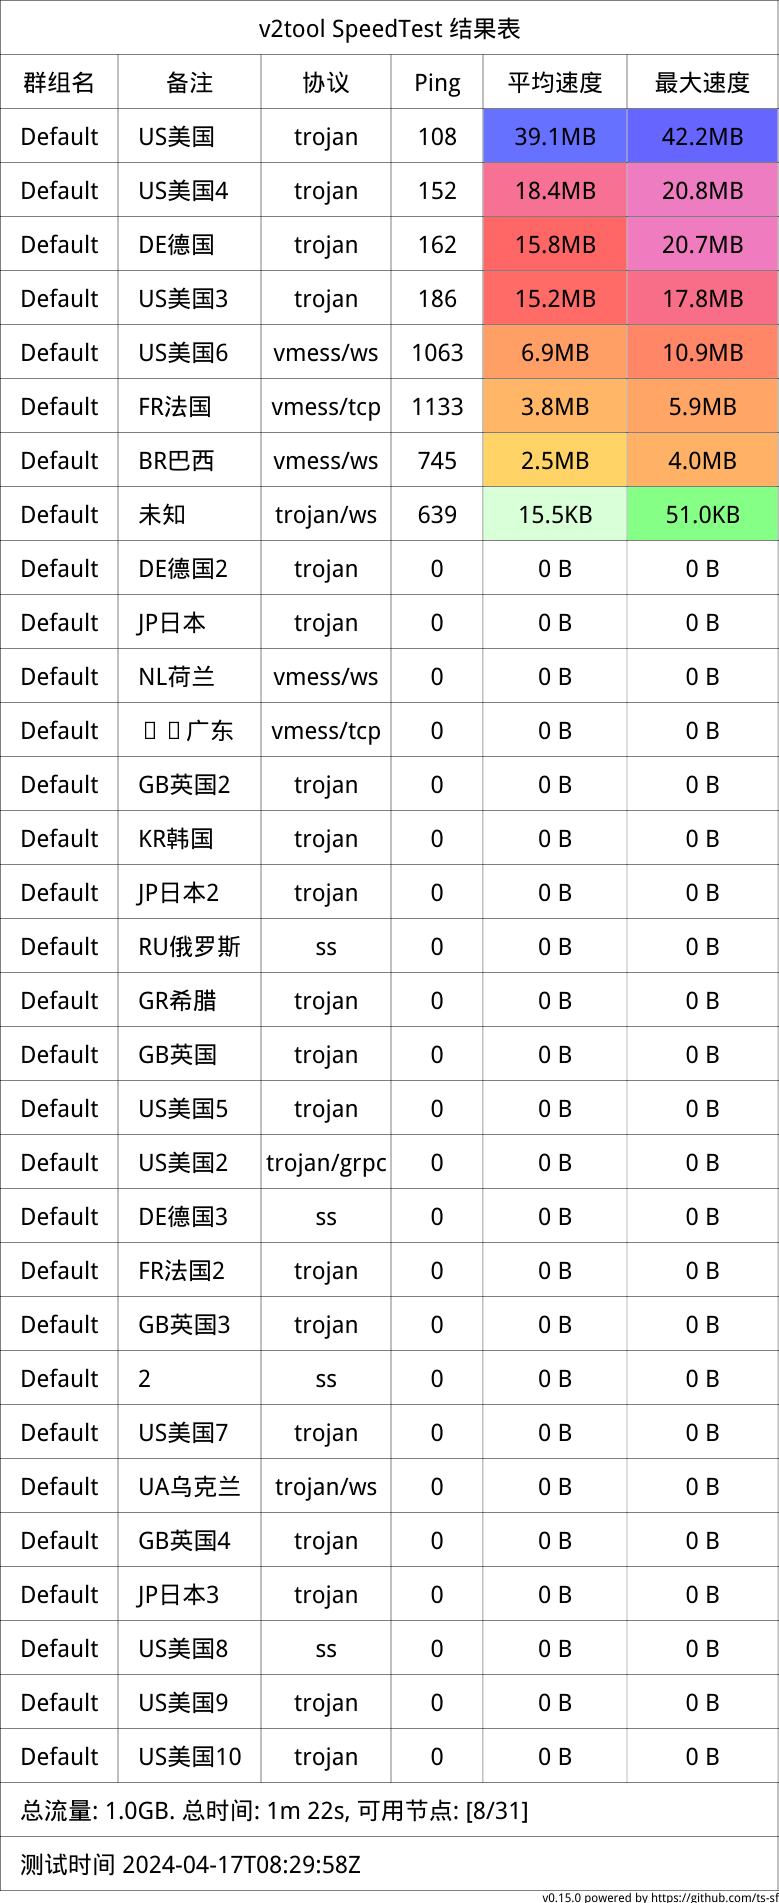 v2tool SpeedTest 结果表
群组名 备注 协议 Ping 平均速度 最大速度
Default US美国 trojan 108 39.1MB 42.2MB
Default US美国4 trojan 152 18.4MB 20.8MB
Default DE德国 trojan 162 15.8MB 20.7MB
Default US美国3 trojan 186 15.2MB 17.8MB
Default US美国6 vmess/ws 1063 6.9MB 10.9MB
Default FR法国 vmess/tcp 1133 3.8MB 5.9MB
Default BR巴西 vmess/ws 745 2.5MB 4.0MB
Default 未知 trojan/ws 639 15.5KB 51.0KB
Default DE德国2 trojan 0 0 B 0 B
Default JP日本 trojan 0 0 B 0 B
Default NL荷兰 vmess/ws 0 0 B 0 B
Default 广东 vmess/tcp 0 0 B 0 B
Default GB英国2 trojan 0 0 B 0 B
Default KR韩国 trojan 0 0 B 0 B
Default JP日本2 trojan 0 0 B 0 B
Default RU俄罗斯 ss 0 0 B 0 B
Default GR希腊 trojan 0 0 B 0 B
Default GB英国 trojan 0 0 B 0 B
Default US美国5 trojan 0 0 B 0 B
Default US美国2 trojan/grpc 0 0 B 0 B
Default DE德国3 ss 0 0 B 0 B
Default FR法国2 trojan 0 0 B 0 B
Default GB英国3 trojan 0 0 B 0 B
Default 2 ss 0 0 B 0 B
Default US美国7 trojan 0 0 B 0 B
Default UA乌克兰 trojan/ws 0 0 B 0 B
Default GB英国4 trojan 0 0 B 0 B
Default JP日本3 trojan 0 0 B 0 B
Default US美国8 ss 0 0 B 0 B
Default US美国9 trojan 0 0 B 0 B
Default US美国10 trojan 0 0 B 0 B
总流量: 1.0GB. 总时间: 1m 22s, 可用节点: [8/31]
测试时间 2024-04-17T08:29:58Z
v0.15.0 powered by https://github.com/ts-sf